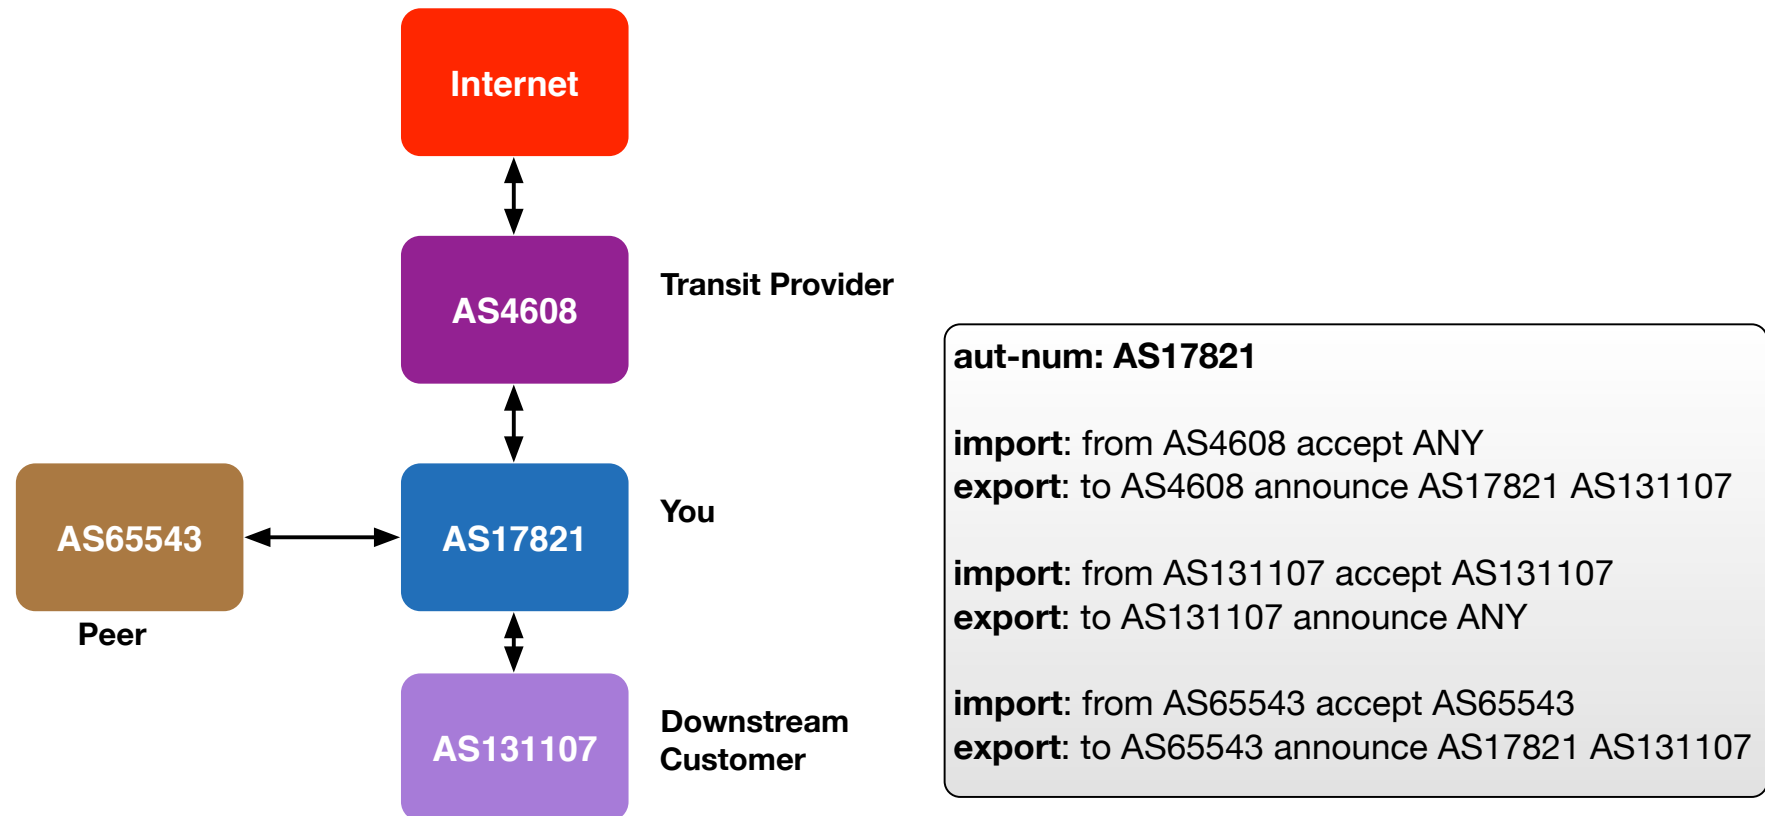 Internet
AS4608
Transit Provider
AS65543
Peer
AS17821
You
AS131107
Downstream
Customer
aut-num: AS17821
import: from AS4608 accept ANY
export: to AS4608 announce AS17821 AS131107
import: from AS131107 accept AS131107
export: to AS131107 announce ANY
import: from AS65543 accept AS65543
export: to AS65543 announce AS17821 AS131107